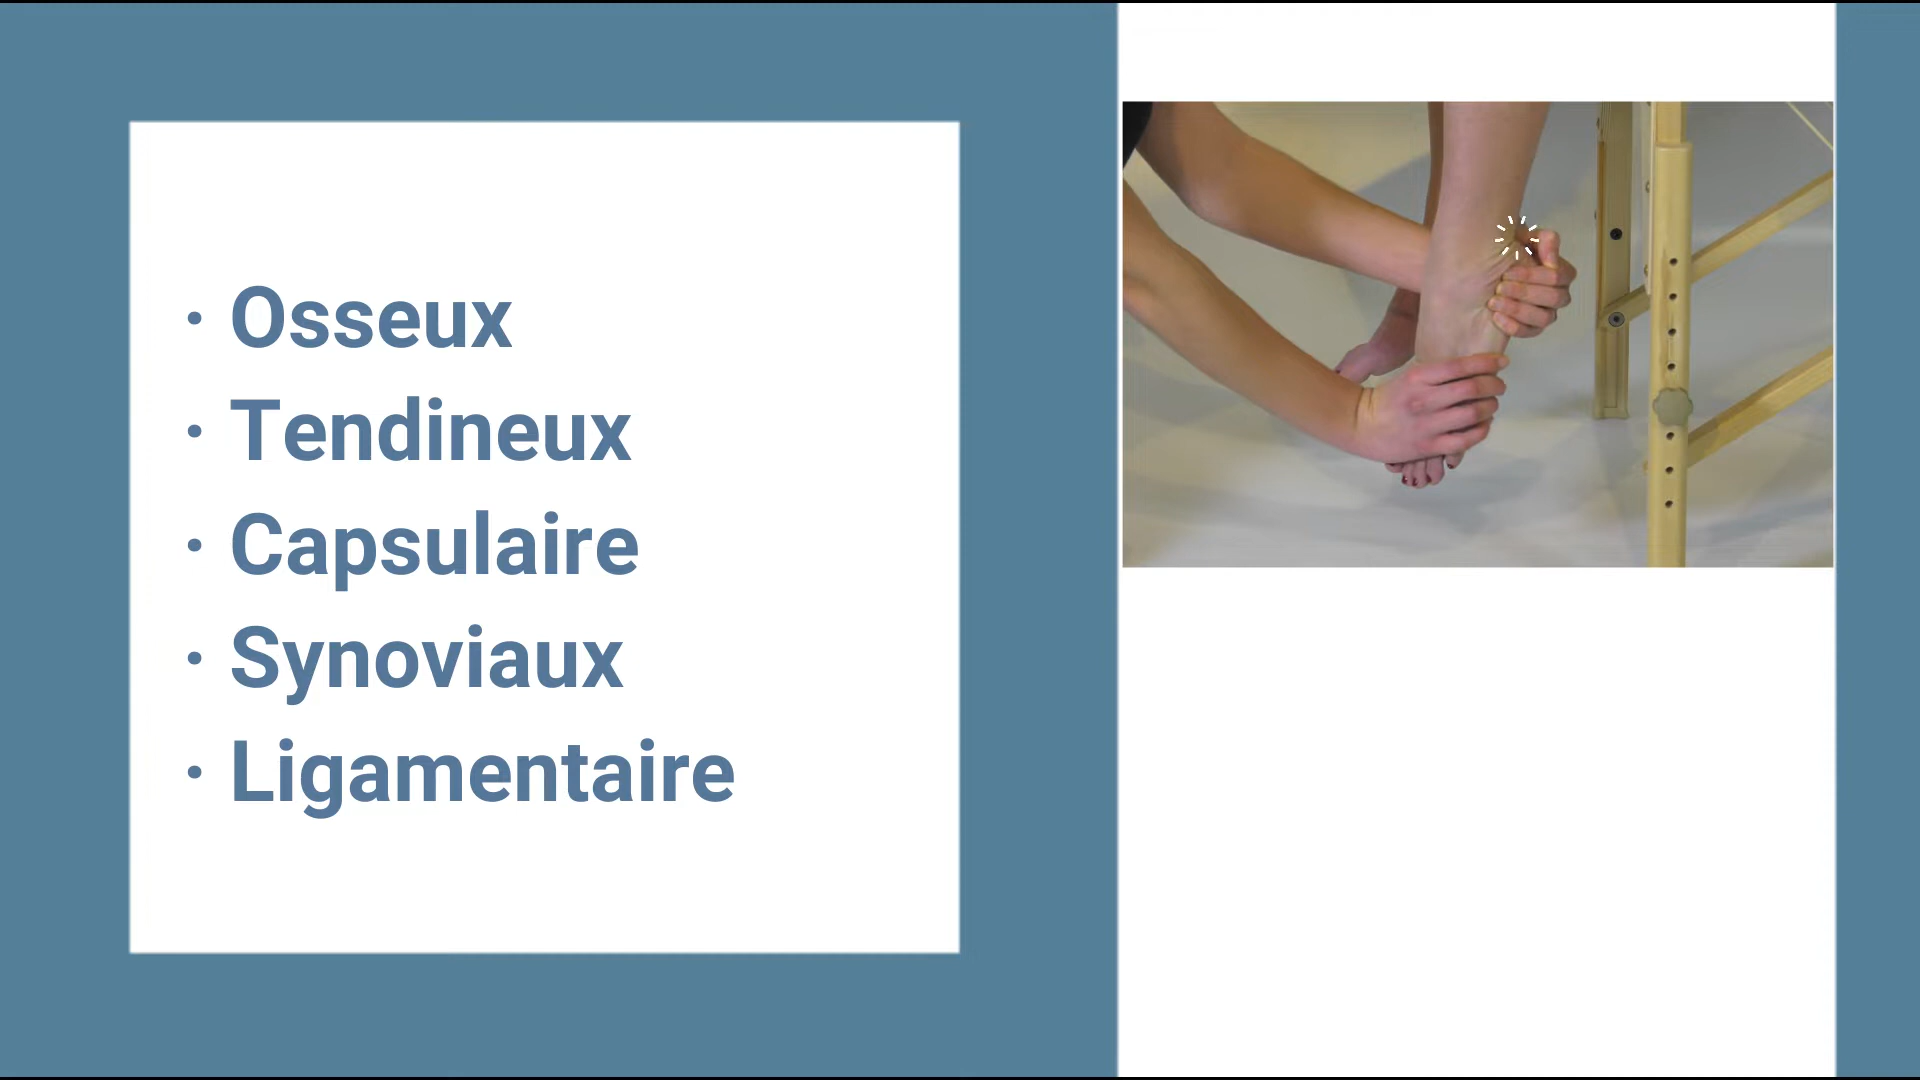 · Osseux
· Tendineux
· Capsulaire
· Synoviaux
· Ligamentaire